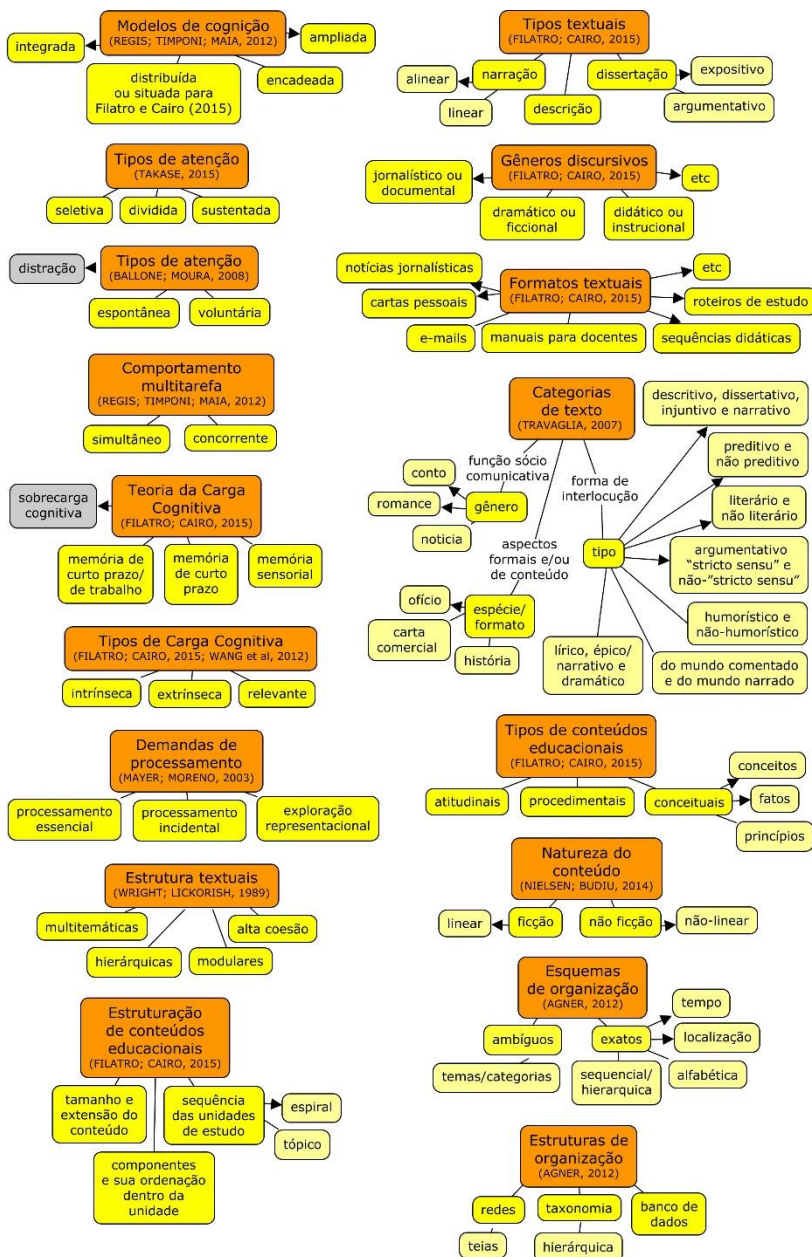 Modelos de cognição
(REGIS; TIMPONI; MAIA, 2012)
integrada
ampliada
distribuída
ou situada para
Filatro e Cairo (2015)
encadeada
Tipos de atenção
(TAKASE, 2015)
seletiva
dividida
sustentada
distração
Tipos de atenção
(BALLONE; MOURA, 2008)
espontânea
voluntária
Comportamento
multitarefa
(REGIS; TIMPONI; MAIA, 2012)
simultâneo
concorrente
sobrecarga
cognitiva
Teoria da Carga
Cognitiva
(FILATRO; CAIRO, 2015)
memória de
curto prazo/
de trabalho
memória
de curto
prazo
memória
sensorial
Tipos de Carga Cognitiva
(FILATRO; CAIRO, 2015; WANG et al, 2012)
intrínseca
extrínseca
relevante
Demandas de
processamento
(MAYER; MORENO, 2003)
processamento
essencial
processamento
incidental
exploração
representacional
Estrutura textuais
(WRIGHT; LICKORISH, 1989)
multitemáticas
alta coesão
hierárquicas
modulares
Estruturação
de conteúdos
educacionais
(FILATRO; CAIRO, 2015)
tamanho e
extensão do
conteúdo
sequência
das unidades
de estudo
espiral
tópico
componentes
e sua ordenação
dentro da
unidade
Tipos textuais
(FILATRO; CAIRO, 2015)
alinear
narração
dissertação
expositivo
linear
descrição
argumentativo
Gêneros discursivos
(FILATRO; CAIRO, 2015)
jornalístico ou
documental
etc
dramático ou
ficcional
didático ou
instrucional
notícias jornalísticas
Formatos textuais
(FILATRO; CAIRO, 2015)
etc
cartas pessoais
roteiros de estudo
e-mails
manuais para docentes
sequências didáticas
Categorias
de texto
(TRAVAGLIA, 2007)
descritivo, dissertativo,
injuntivo e narrativo
função sócio
comunicativa
forma de
interlocução
preditivo e
não preditivo
conto
romance
gênero
noticia
literário e
não literário
aspectos
formais e/ou
de conteúdo
tipo
argumentativo
“stricto sensu” e
não-”stricto sensu”
ofício
espécie/
formato
carta
comercial
história
humorístico e
não-humorístico
lírico, épico/
narrativo e
dramático
do mundo comentado
e do mundo narrado
Tipos de conteúdos
educacionais
(FILATRO; CAIRO, 2015)
conceitos
atitudinais
procedimentais
conceituais
fatos
princípios
Natureza do
conteúdo
(NIELSEN; BUDIU, 2014)
linear
ficção
não ficção
não-linear
Esquemas
de organização
(AGNER, 2012)
tempo
ambíguos
exatos
localização
temas/categorias
sequencial/
hierarquica
alfabética
Estruturas de
organização
(AGNER, 2012)
redes
taxonomia
banco de
dados
teias
hierárquica